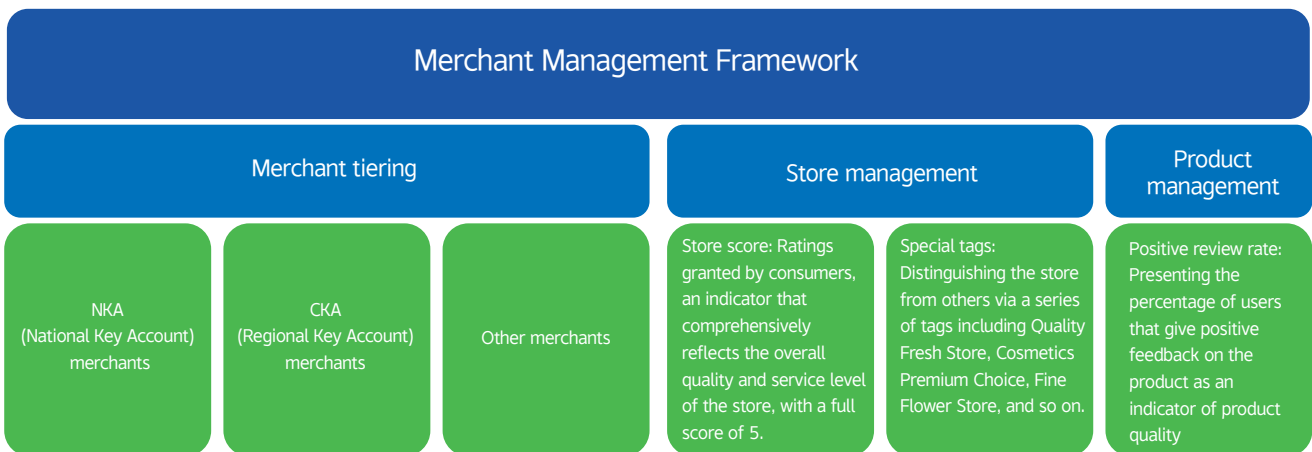 Merchant Management Framework
Merchant tiering
Store management
Product
management
NKA
(National Key Account)
merchants
CKA
(Regional Key Account)
merchants
Other merchants
Store score: Ratings
granted by consumers,
an indicator that
comprehensively
reflects the overall
quality and service level
of the store, with a full
score of 5.
Special tags:
Distinguishing the store
from others via a series
of tags including Quality
Fresh Store, Cosmetics
Premium Choice, Fine
Flower Store, and so on.
Positive review rate:
Presenting the
percentage of users
that give positive
feedback on the
product as an
indicator of product
quality